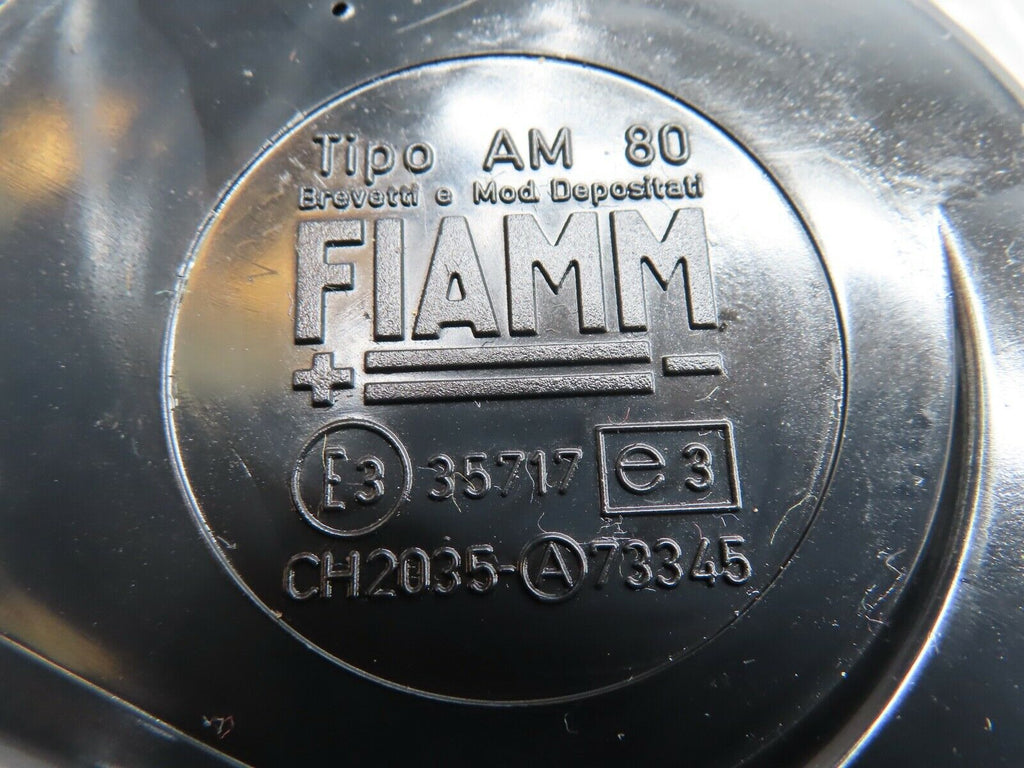 Tipo AM 80
Brevetti e Mod Depositati
FIAMM
+ -
E3 35717 e3
CH2035-A73345